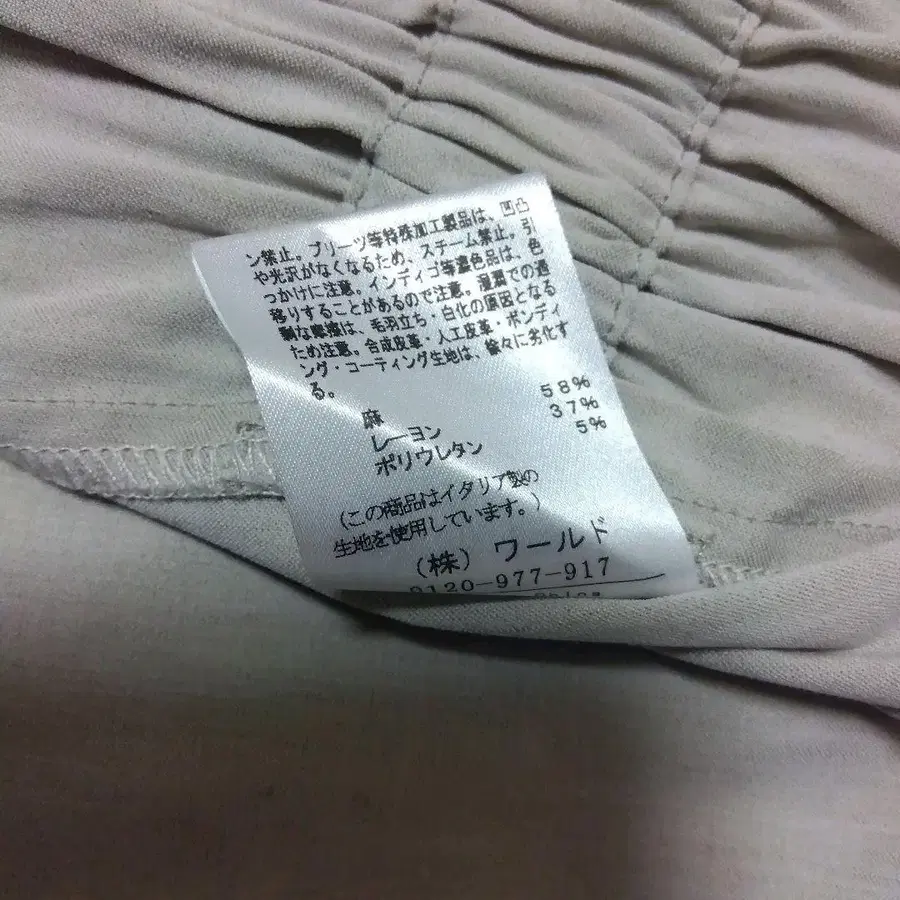 ン禁止。プリーツ等特殊加工製品は、凹凸
や光沢がなくなるため、スチーム禁止。引
っかけに注意。インディゴ等濃色品は、色
移りすることがあるので注意。湿潤での過
剰な摩擦は、毛羽立ち・白化の原因となる
ため注意。合成皮革・人工皮革・ボンディ
ング・コーティング生地は、徐々に劣化す
る。
麻 58%
レーヨン 37%
ポリウレタン 5%
(この商品はイタリア製の
生地を使用しています。)
(株) ワールド
0120-977-917